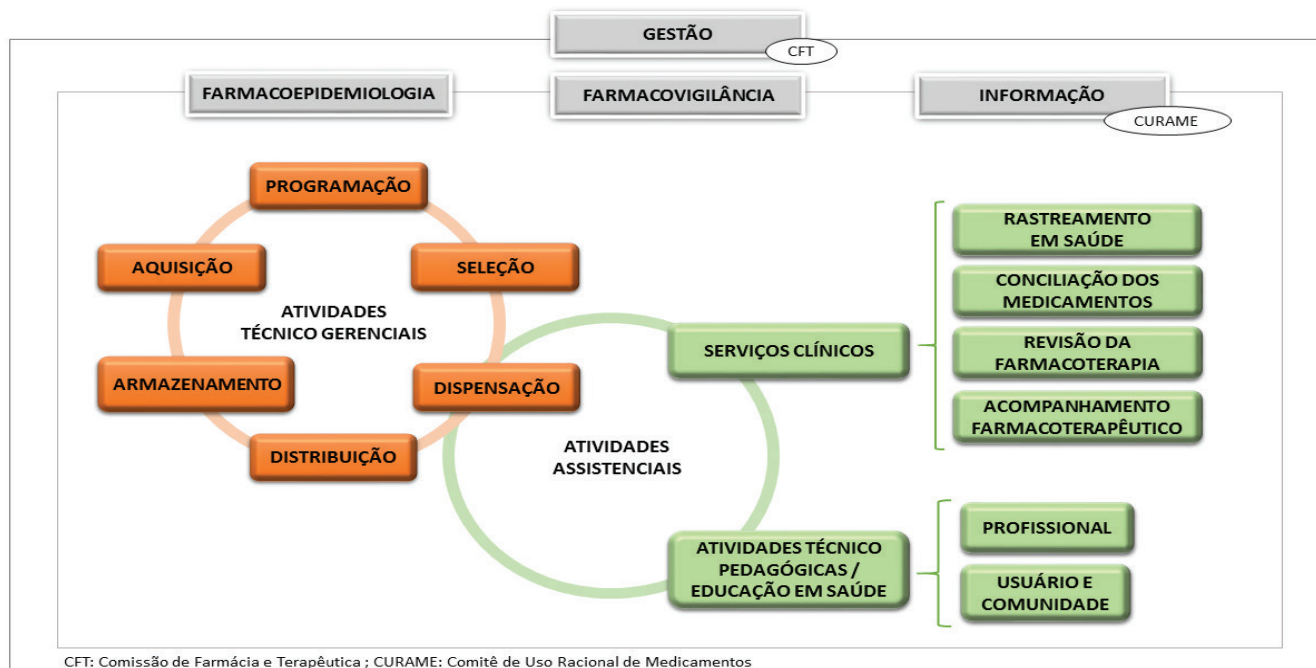 GESTÃO
CFT
FARMACOEPIDEMIOLOGIA
FARMACOVIGILÂNCIA
INFORMAÇÃO
CURAME
PROGRAMAÇÃO
AQUISIÇÃO
SELEÇÃO
ATIVIDADES
TÉCNICO GERENCIAIS
ARMAZENAMENTO
DISPENSAÇÃO
DISTRIBUIÇÃO
ATIVIDADES
ASSISTENCIAIS
SERVIÇOS CLÍNICOS
RASTREAMENTO
EM SAÚDE
CONCILIAÇÃO DOS
MEDICAMENTOS
REVISÃO DA
FARMACOTERAPIA
ACOMPANHAMENTO
FARMACOTERAPÊUTICO
ATIVIDADES TÉCNICO
PEDAGÓGICAS /
EDUCAÇÃO EM SAÚDE
PROFISSIONAL
USUÁRIO E
COMUNIDADE
CFT: Comissão de Farmácia e Terapêutica ; CURAME: Comitê de Uso Racional de Medicamentos